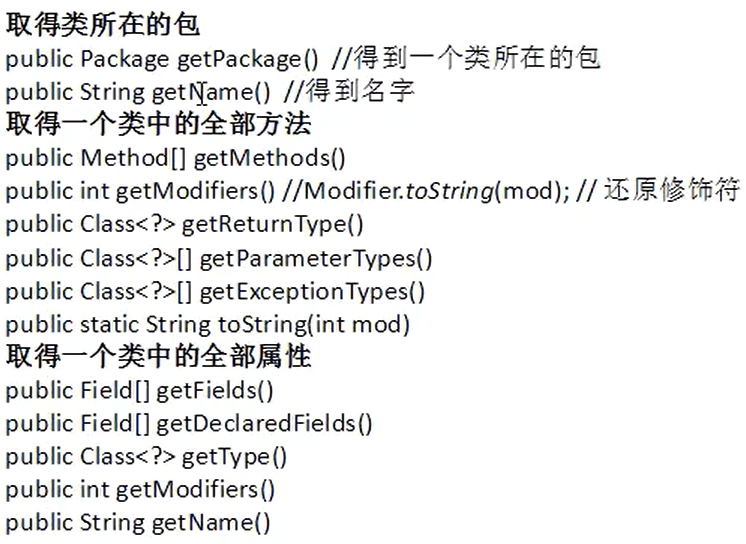 取得类所在的包
public Package getPackage()  //得到一个类所在的包
public String getName()  //得到名字
取得一个类中的全部方法
public Method[] getMethods()
public int getModifiers() //Modifier.toString(mod); // 还原修饰符
public Class<?> getReturnType()
public Class<?>[] getParameterTypes()
public Class<?>[] getExceptionTypes()
public static String toString(int mod)
取得一个类中的全部属性
public Field[] getFields()
public Field[] getDeclaredFields()
public Class<?> getType()
public int getModifiers()
public String getName()